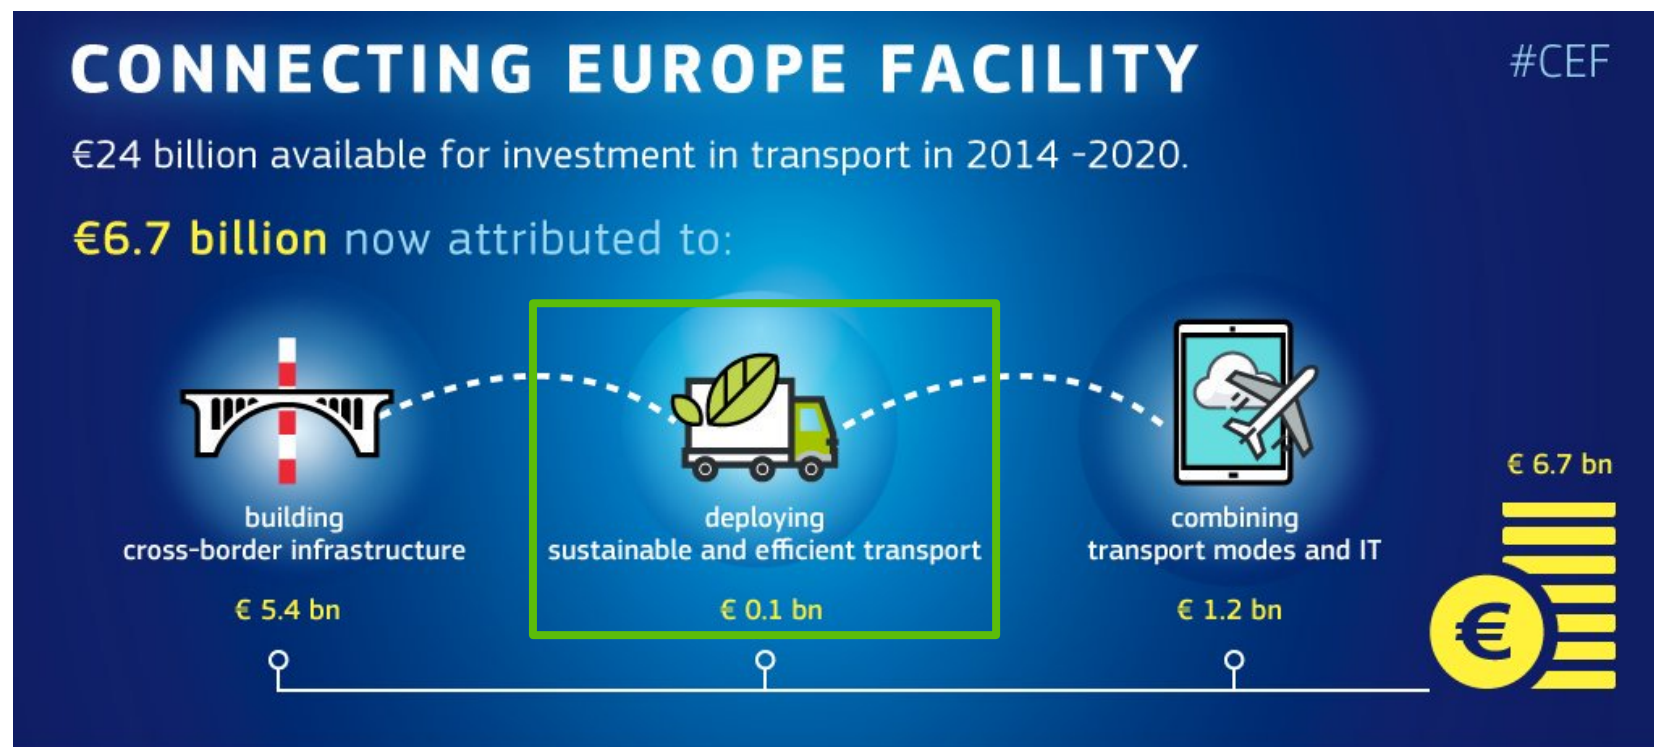 CONNECTING EUROPE FACILITY
#CEF
€24 billion available for investment in transport in 2014 -2020.
€6.7 billion now attributed to:
building
cross-border infrastructure
€ 5.4 bn
deploying
sustainable and efficient transport
€ 0.1 bn
combining
transport modes and IT
€ 1.2 bn
€ 6.7 bn
€